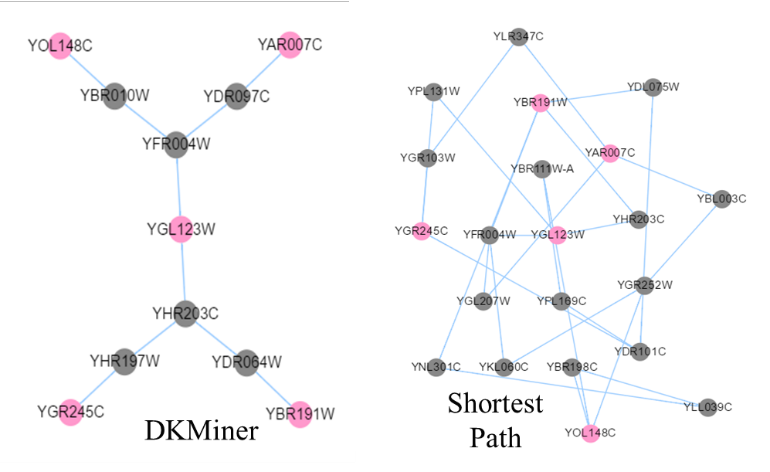 YOL148C
YAR007C
YBR010W
YDR097C
YFR004W
YGL123W
YHR203C
YHR197W
YDR064W
YGR245C
YBR191W
DKMiner
YLR347C
YPL131W
YBR191W
YDL075W
YGR103W
YBR111W-A
YAR007C
YBL003C
YGR245C
YFR004W
YGL123W
YHR203C
YGL207W
YPL169C
YGR252W
YDR101C
YNL301C
YKL060C
YBR198C
YLL039C
YOL148C
Shortest
Path